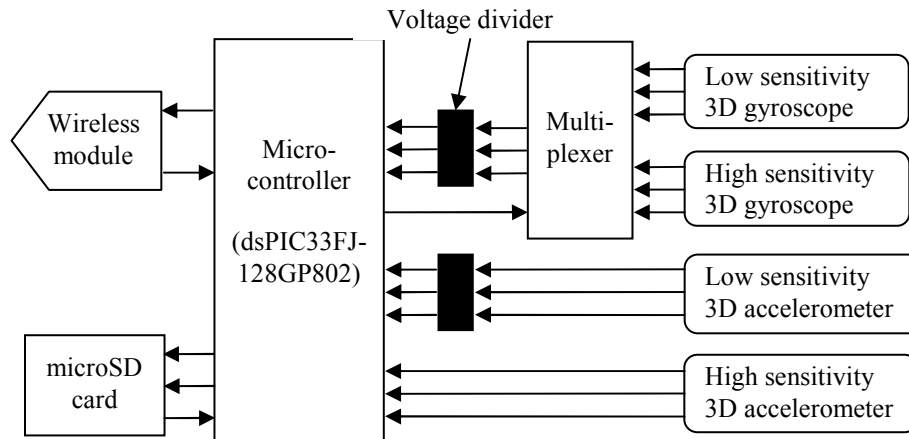 Voltage divider
Wireless
module
Micro-
controller
(dsPIC33FJ-
128GP802)
Multi-
plexer
Low sensitivity
3D gyroscope
High sensitivity
3D gyroscope
Low sensitivity
3D accelerometer
microSD
card
High sensitivity
3D accelerometer